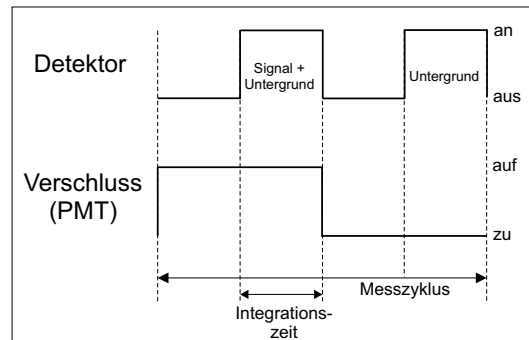 Detektor
Signal +
Untergrund
Untergrund
an
aus
Verschluss
(PMT)
auf
zu
Messzyklus
Integrations-
zeit